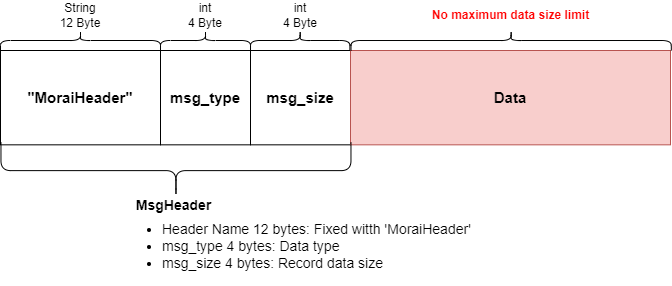 String
12 Byte
int
4 Byte
int
4 Byte
No maximum data size limit
"MoraiHeader"
msg_type
msg_size
Data
MsgHeader
• Header Name 12 bytes: Fixed witth 'MoraiHeader'
• msg_type 4 bytes: Data type
• msg_size 4 bytes: Record data size